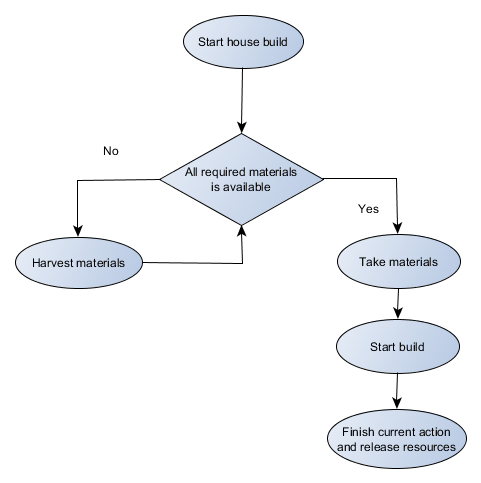 Start house build
No
All required materials
is available
Yes
Harvest materials
Take materials
Start build
Finish current action
and release resources